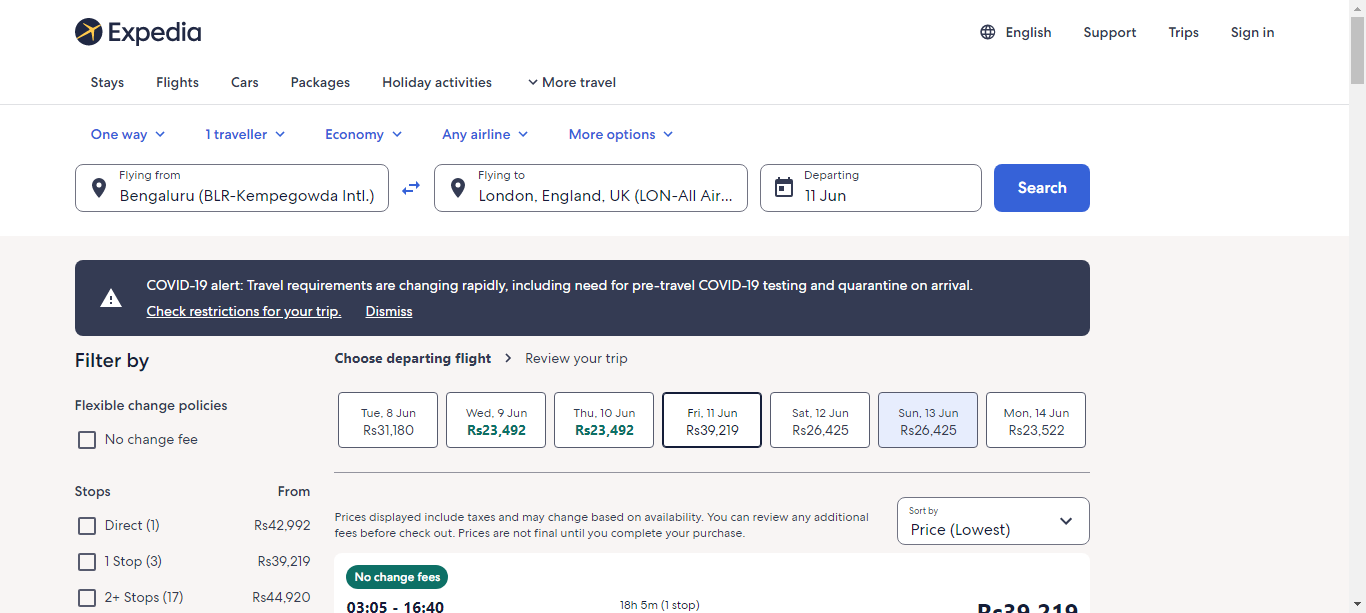 Expedia
English
Support
Trips
Sign in
Stays
Flights
Cars
Packages
Holiday activities
More travel
One way
1 traveller
Economy
Any airline
More options
Flying from
Bengaluru (BLR-Kempegowda Intl.)
Flying to
London, England, UK (LON-All Air...
Departing
11 Jun
Search
COVID-19 alert: Travel requirements are changing rapidly, including need for pre-travel COVID-19 testing and quarantine on arrival.
Check restrictions for your trip.
Dismiss
Filter by
Flexible change policies
No change fee
Stops
From
Direct (1)
Rs42,992
1 Stop (3)
Rs39,219
2+ Stops (17)
Rs44,920
Choose departing flight
Review your trip
Tue, 8 Jun
Rs31,180
Wed, 9 Jun
Rs23,492
Thu, 10 Jun
Rs23,492
Fri, 11 Jun
Rs39,219
Sat, 12 Jun
Rs26,425
Sun, 13 Jun
Rs26,425
Mon, 14 Jun
Rs23,522
Prices displayed include taxes and may change based on availability. You can review any additional
fees before check out. Prices are not final until you complete your purchase.
Sort by
Price (Lowest)
No change fees
03:05 - 16:40
18h 5m (1 stop)
Rs39,219